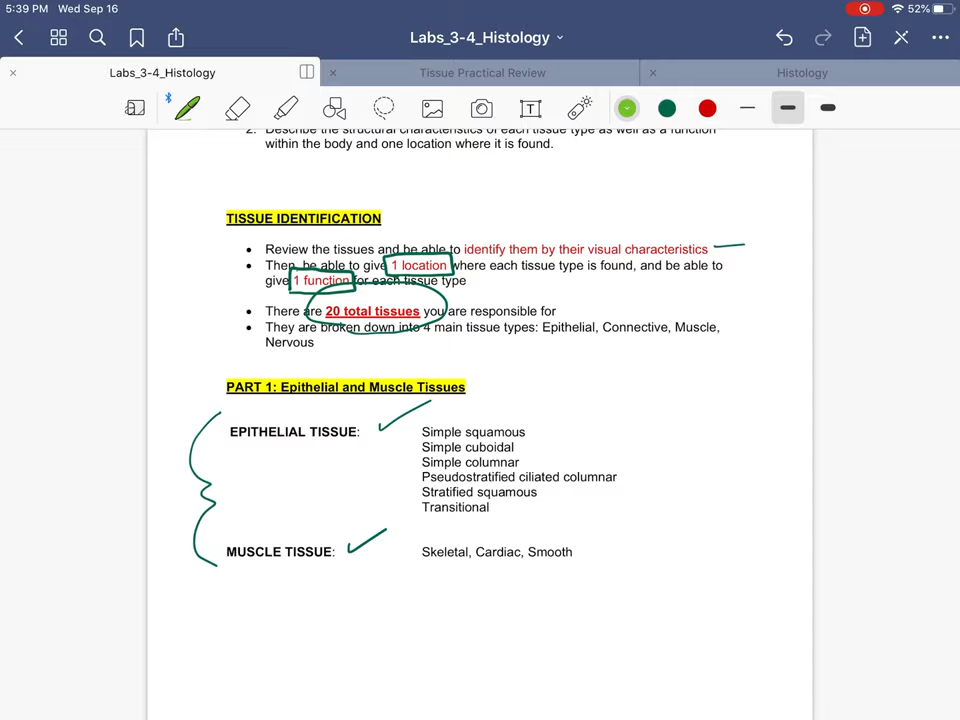 5:39 PM Wed Sep 16
52%
Labs_3-4_Histology
Labs_3-4_Histology
Tissue Practical Review
Histology
2. Describe the structural characteristics of each tissue type as well as a function
within the body and one location where it is found.
TISSUE IDENTIFICATION
• Review the tissues and be able to identify them by their visual characteristics
• Then, be able to give 1 location where each tissue type is found, and be able to
give 1 function for each tissue type
• There are 20 total tissues you are responsible for
• They are broken down into 4 main tissue types: Epithelial, Connective, Muscle,
Nervous
PART 1: Epithelial and Muscle Tissues
EPITHELIAL TISSUE: Simple squamous
Simple cuboidal
Simple columnar
Pseudostratified ciliated columnar
Stratified squamous
Transitional
MUSCLE TISSUE: Skeletal, Cardiac, Smooth